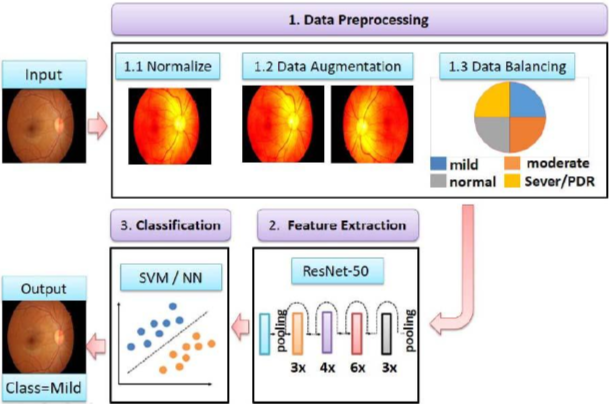 1. Data Preprocessing
Input
1.1 Normalize
1.2 Data Augmentation
1.3 Data Balancing
mild
moderate
normal
Sever/PDR
3. Classification
2. Feature Extraction
SVM / NN
ResNet-50
Output
pooling
pooling
3x
4x
6x
3x
Class=Mild